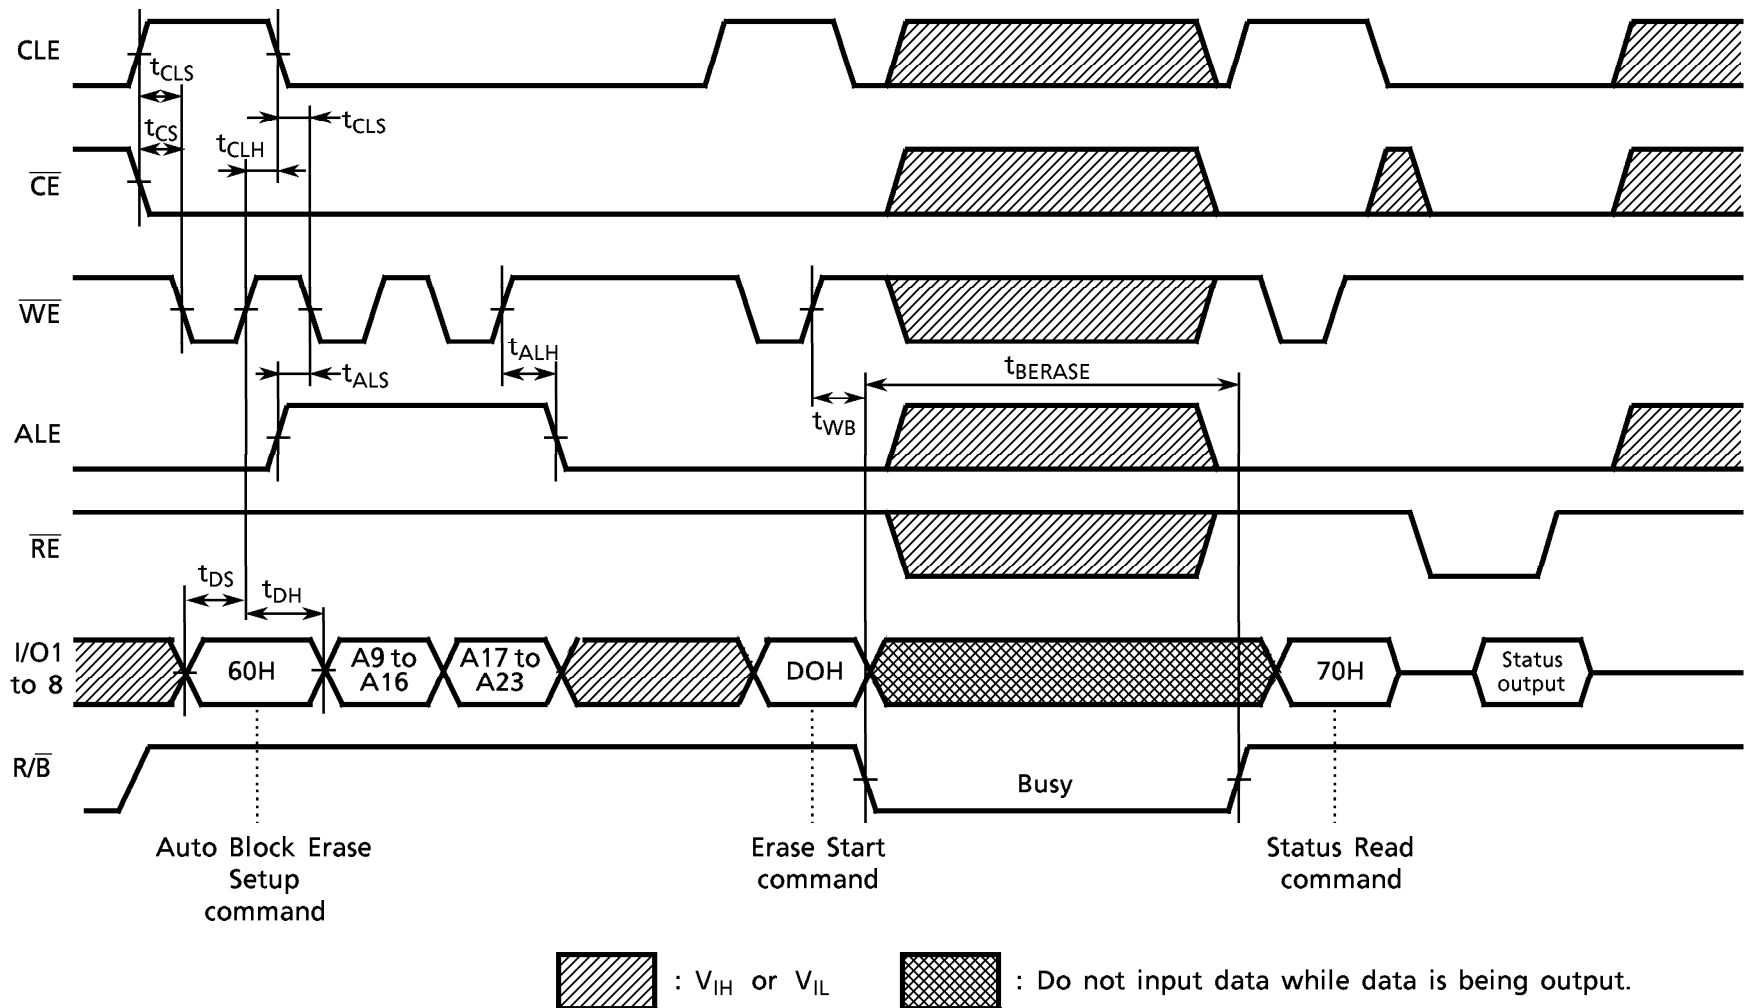 CLE
tCLS
tCS
tCLH
tCLS
CE
WE
tALS
tALH
tBERASE
tWB
ALE
RE
tDS
tDH
I/O1
to 8
60H
A9 to
A16
A17 to
A23
DOH
70H
Status
output
R/B
Busy
Auto Block Erase
Setup
command
Erase Start
command
Status Read
command
: VIH or VIL
: Do not input data while data is being output.